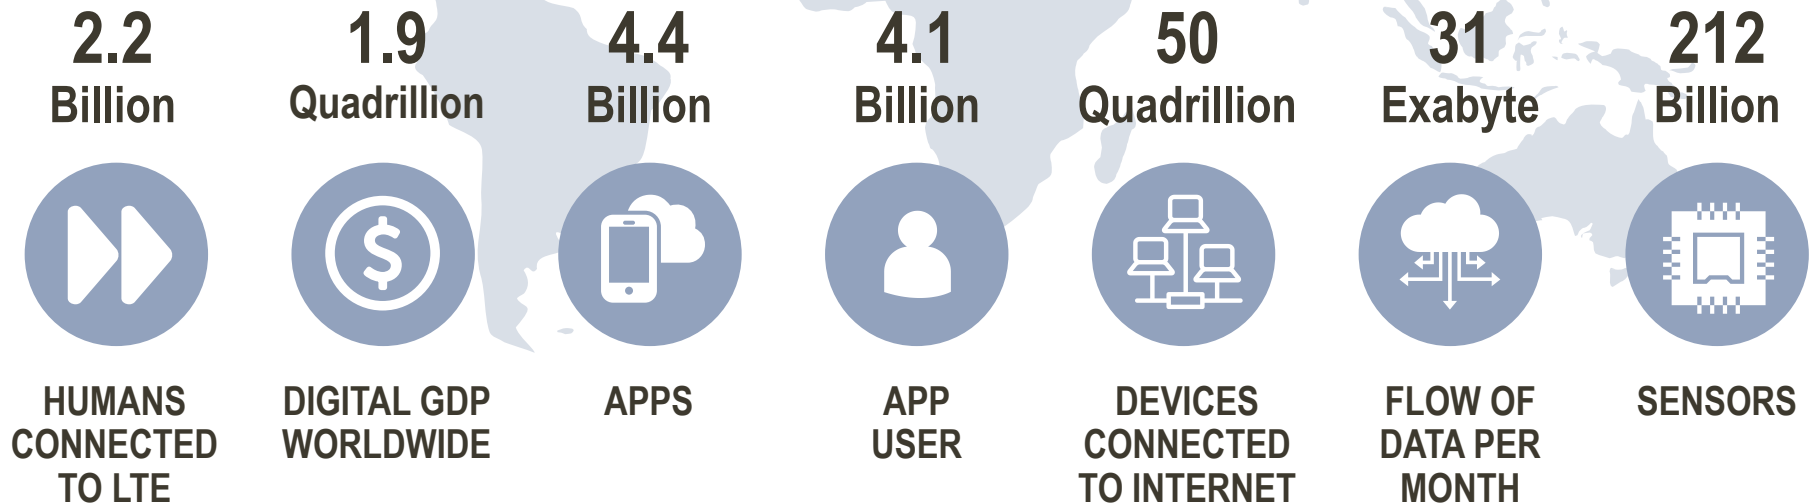 2.2
Billion
HUMANS
CONNECTED
TO LTE
1.9
Quadrillion
$
DIGITAL GDP
WORLDWIDE
4.4
Billion
APPS
4.1
Billion
APP
USER
50
Quadrillion
DEVICES
CONNECTED
TO INTERNET
31
Exabyte
FLOW OF
DATA PER
MONTH
212
Billion
SENSORS